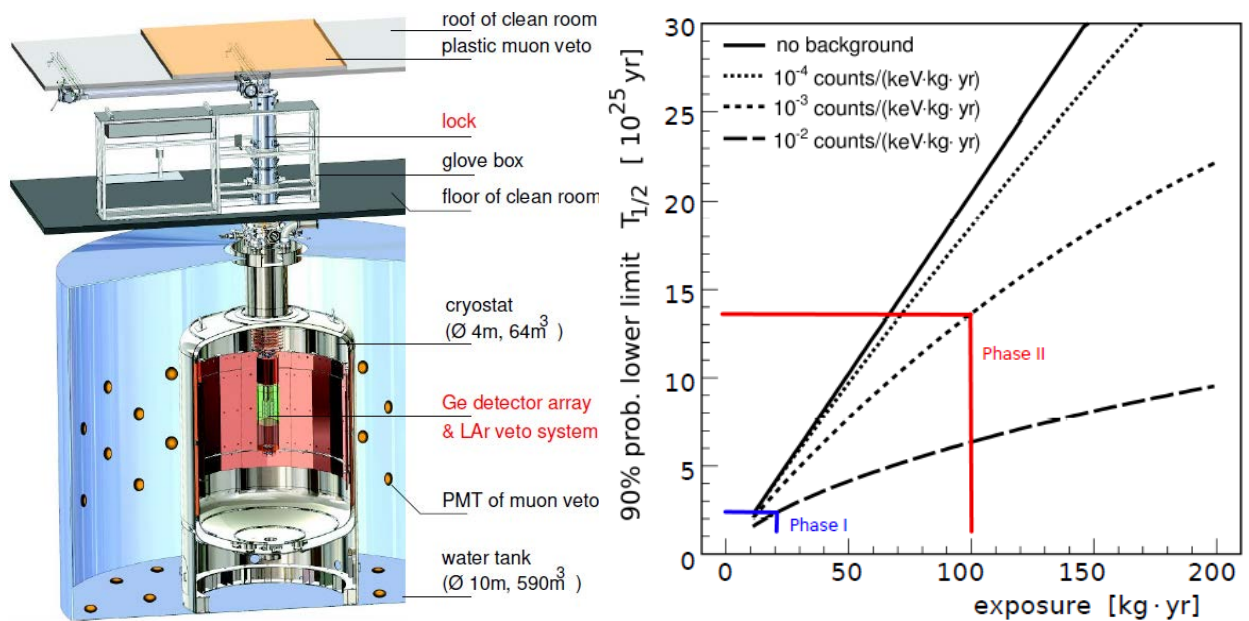 roof of clean room
plastic muon veto
lock
glove box
floor of clean room
cryostat
(Ø 4m, 64m³ )
Ge detector array
& LAr veto system
PMT of muon veto
water tank
(Ø 10m, 590m³ )
90% prob. lower limit T₁/₂ [ 10²⁵ yr]
30
25
20
15
10
5
0
no background
10⁻⁴ counts/(keV·kg· yr)
10⁻³ counts/(keV·kg· yr)
10⁻² counts/(keV·kg· yr)
Phase II
Phase I
0 50 100 150 200
exposure [kg·yr]